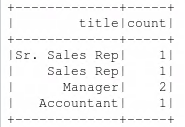 +--------------+-----+
|         title|count|
+--------------+-----+
|Sr. Sales Rep|    1|
|    Sales Rep|    1|
|      Manager|    2|
|   Accountant|    1|
+--------------+-----+